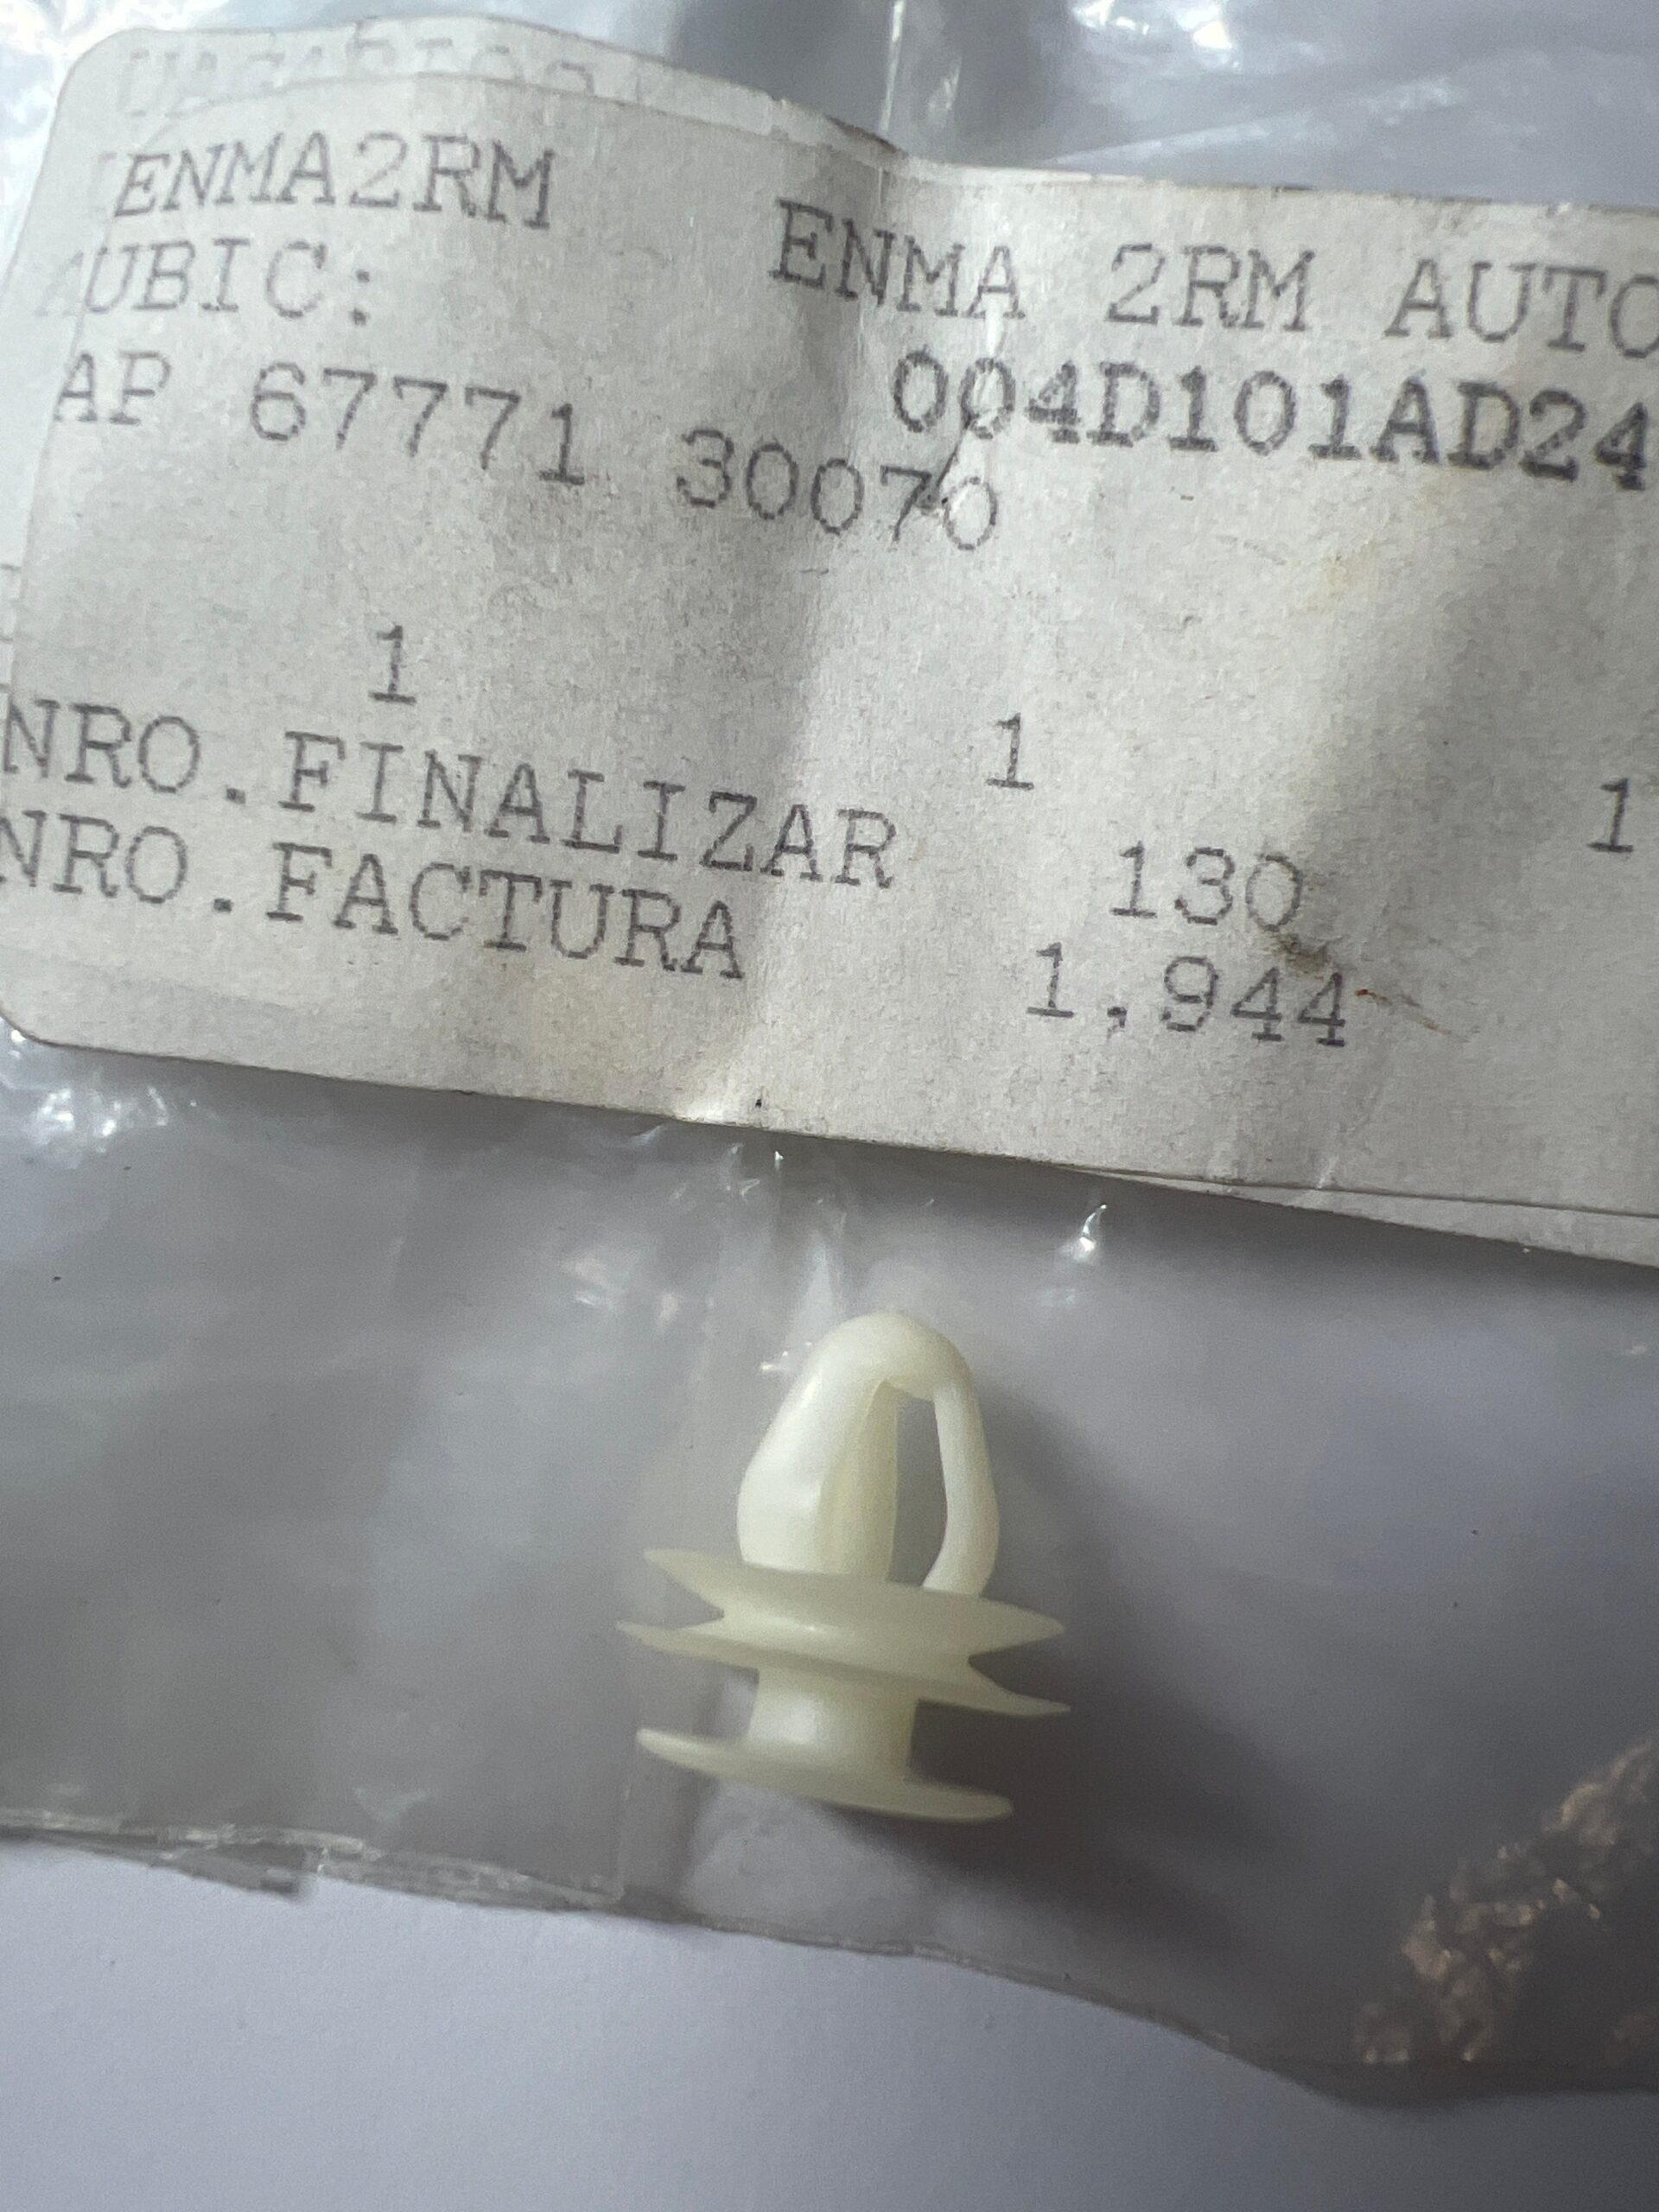 ENMA2RM ENMA 2RM AUTO
UBIC: 004D101AD24
AP 67771 30070
1 1 1
NRO.FINALIZAR 130
NRO.FACTURA 1,944